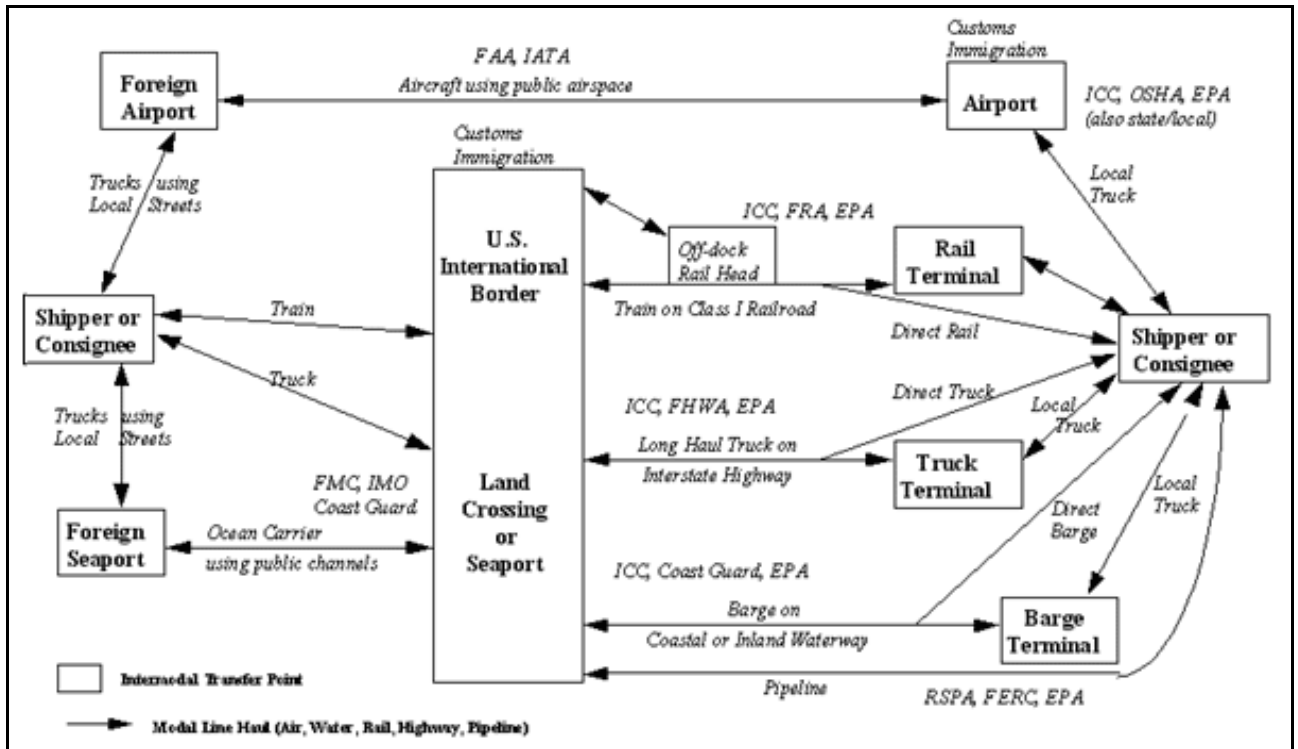 Customs
Immigration
FAA, IATA
Foreign
Airport
Aircraft using public airspace
Airport
ICC, OSHA, EPA
(also state/local)
Customs
Immigration
Trucks using
Local Streets
Local
Truck
ICC, FRA, EPA
U.S.
International
Border
Off-dock
Rail Head
Rail
Terminal
Train
Train on Class I Railroad
Shipper or
Consignee
Direct Rail
Shipper or
Consignee
Truck
Direct Truck
Trucks using
Local Streets
ICC, FHWA, EPA
Local
Truck
Long Haul Truck on
Interstate Highway
Truck
Terminal
FMC, IMO
Coast Guard
Land
Crossing
or
Seaport
Local
Truck
Direct
Barge
Foreign
Seaport
Ocean Carrier
using public channels
ICC, Coast Guard, EPA
Barge on
Coastal or Inland Waterway
Barge
Terminal
Pipeline
RSPA, FERC, EPA
Intermodal Transfer Point
Modal Line Haul (Air, Water, Rail, Highway, Pipeline)